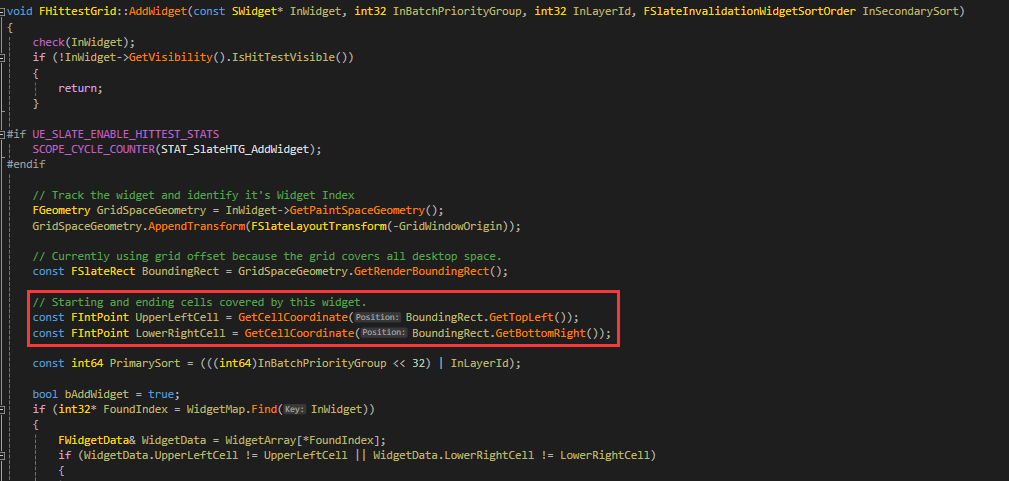 void FHittestGrid::AddWidget(const SWidget* InWidget, int32 InBatchPriorityGroup, int32 InLayerId, FSlateInvalidationWidgetSortOrder InSecondarySort)
{
check(InWidget);
if (!InWidget->GetVisibility().IsHitTestVisible())
{
return;
}
#if UE_SLATE_ENABLE_HITTEST_STATS
SCOPE_CYCLE_COUNTER(STAT_SlateHTG_AddWidget);
#endif
// Track the widget and identify it's Widget Index
FGeometry GridSpaceGeometry = InWidget->GetPaintSpaceGeometry();
GridSpaceGeometry.AppendTransform(FSlateLayoutTransform(-GridWindowOrigin));
// Currently using grid offset because the grid covers all desktop space.
const FSlateRect BoundingRect = GridSpaceGeometry.GetRenderBoundingRect();
// Starting and ending cells covered by this widget.
const FIntPoint UpperLeftCell = GetCellCoordinate(Position: BoundingRect.GetTopLeft());
const FIntPoint LowerRightCell = GetCellCoordinate(Position: BoundingRect.GetBottomRight());
const int64 PrimarySort = (((int64)InBatchPriorityGroup << 32) | InLayerId);
bool bAddWidget = true;
if (int32* FoundIndex = WidgetMap.Find(Key: InWidget))
{
FWidgetData& WidgetData = WidgetArray[*FoundIndex];
if (WidgetData.UpperLeftCell != UpperLeftCell || WidgetData.LowerRightCell != LowerRightCell)
{